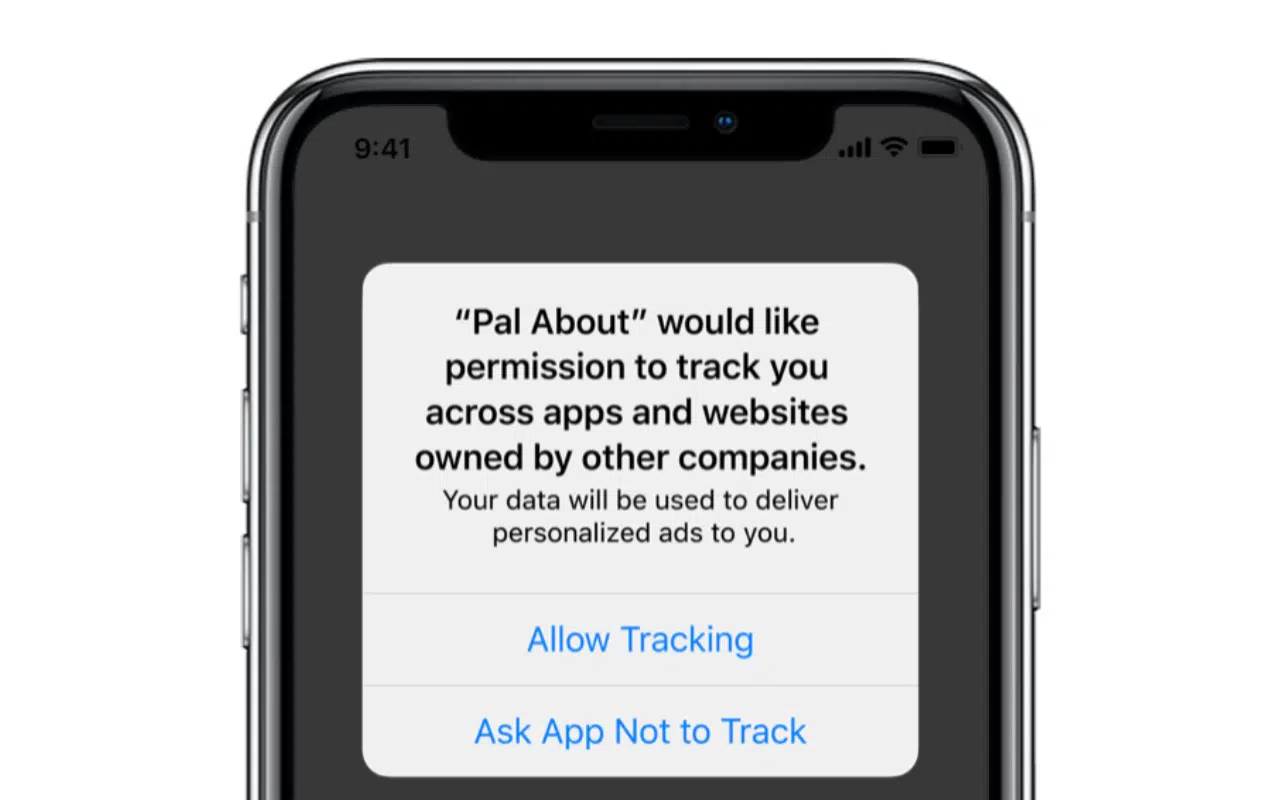 9:41
“Pal About” would like
permission to track you
across apps and websites
owned by other companies.
Your data will be used to deliver
personalized ads to you.
Allow Tracking
Ask App Not to Track